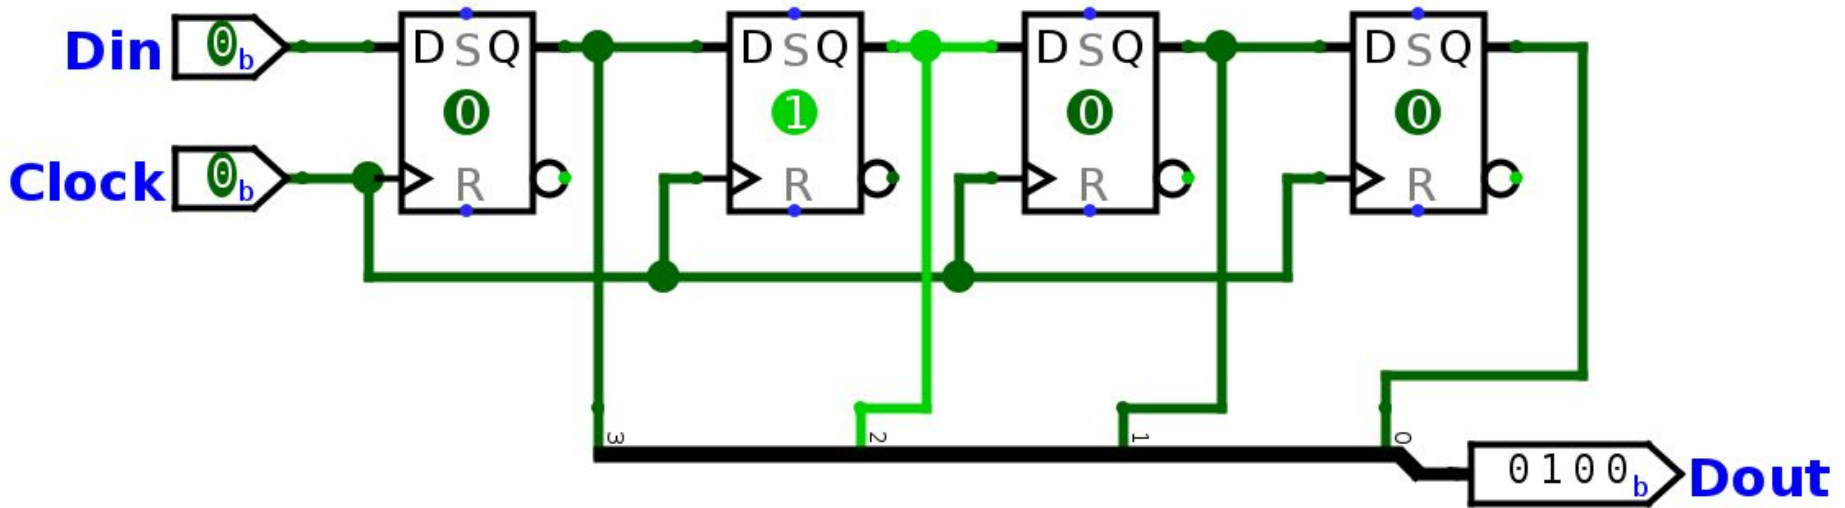 Din 0b D S Q D S Q D S Q D S Q
0 1 0 0
Clock 0b R R R R
3 2 1 0
0100b Dout